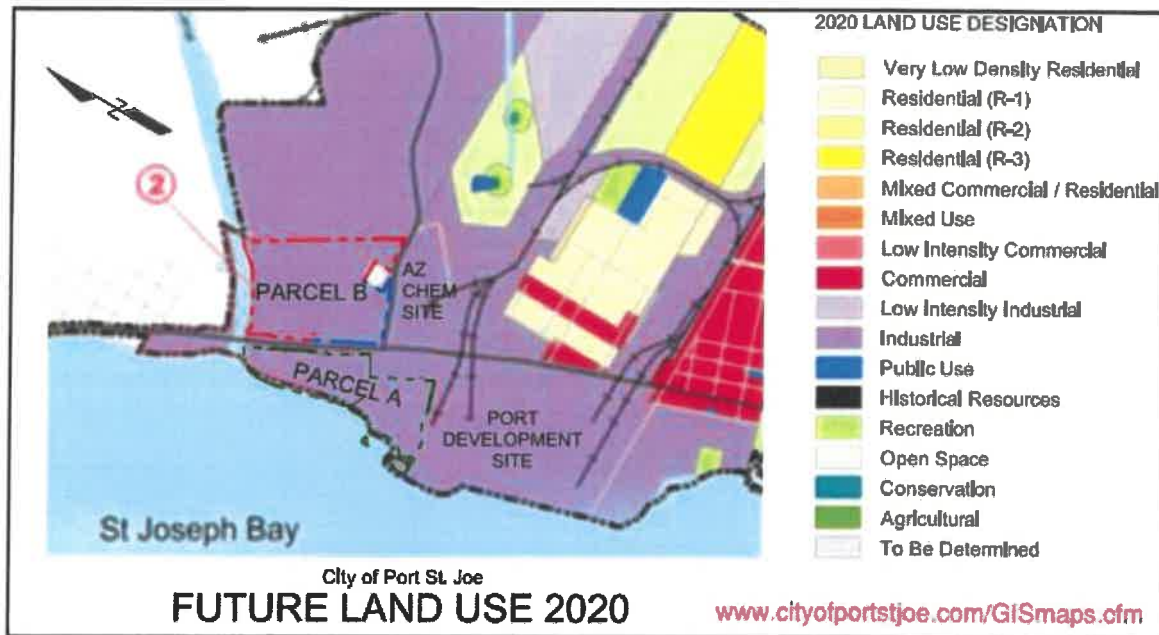 2020 LAND USE DESIGNATION
Very Low Density Residential
Residential (R-1)
Residential (R-2)
Residential (R-3)
Mixed Commercial / Residential
Mixed Use
Low Intensity Commercial
Commercial
Low Intensity Industrial
Industrial
Public Use
Historical Resources
Recreation
Open Space
Conservation
Agricultural
To Be Determined
Z
2
PARCEL B
AZ
CHEM
SITE
PARCEL A
PORT
DEVELOPMENT
SITE
St Joseph Bay
City of Port St. Joe
FUTURE LAND USE 2020
www.cityofportstjoe.com/GISmaps.cfm